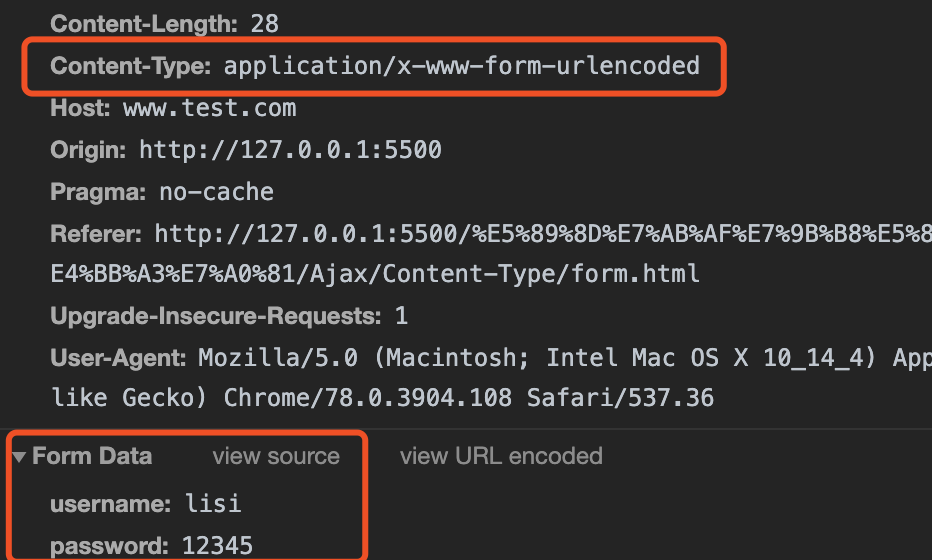 Content-Length: 28
Content-Type: application/x-www-form-urlencoded
Host: www.test.com
Origin: http://127.0.0.1:5500
Pragma: no-cache
Referer: http://127.0.0.1:5500/%E5%89%8D%E7%AB%AF%E7%9B%B8%E5%8
E4%BB%A3%E7%A0%81/Ajax/Content-Type/form.html
Upgrade-Insecure-Requests: 1
User-Agent: Mozilla/5.0 (Macintosh; Intel Mac OS X 10_14_4) App
like Gecko) Chrome/78.0.3904.108 Safari/537.36
Form Data view source view URL encoded
username: lisi
password: 12345